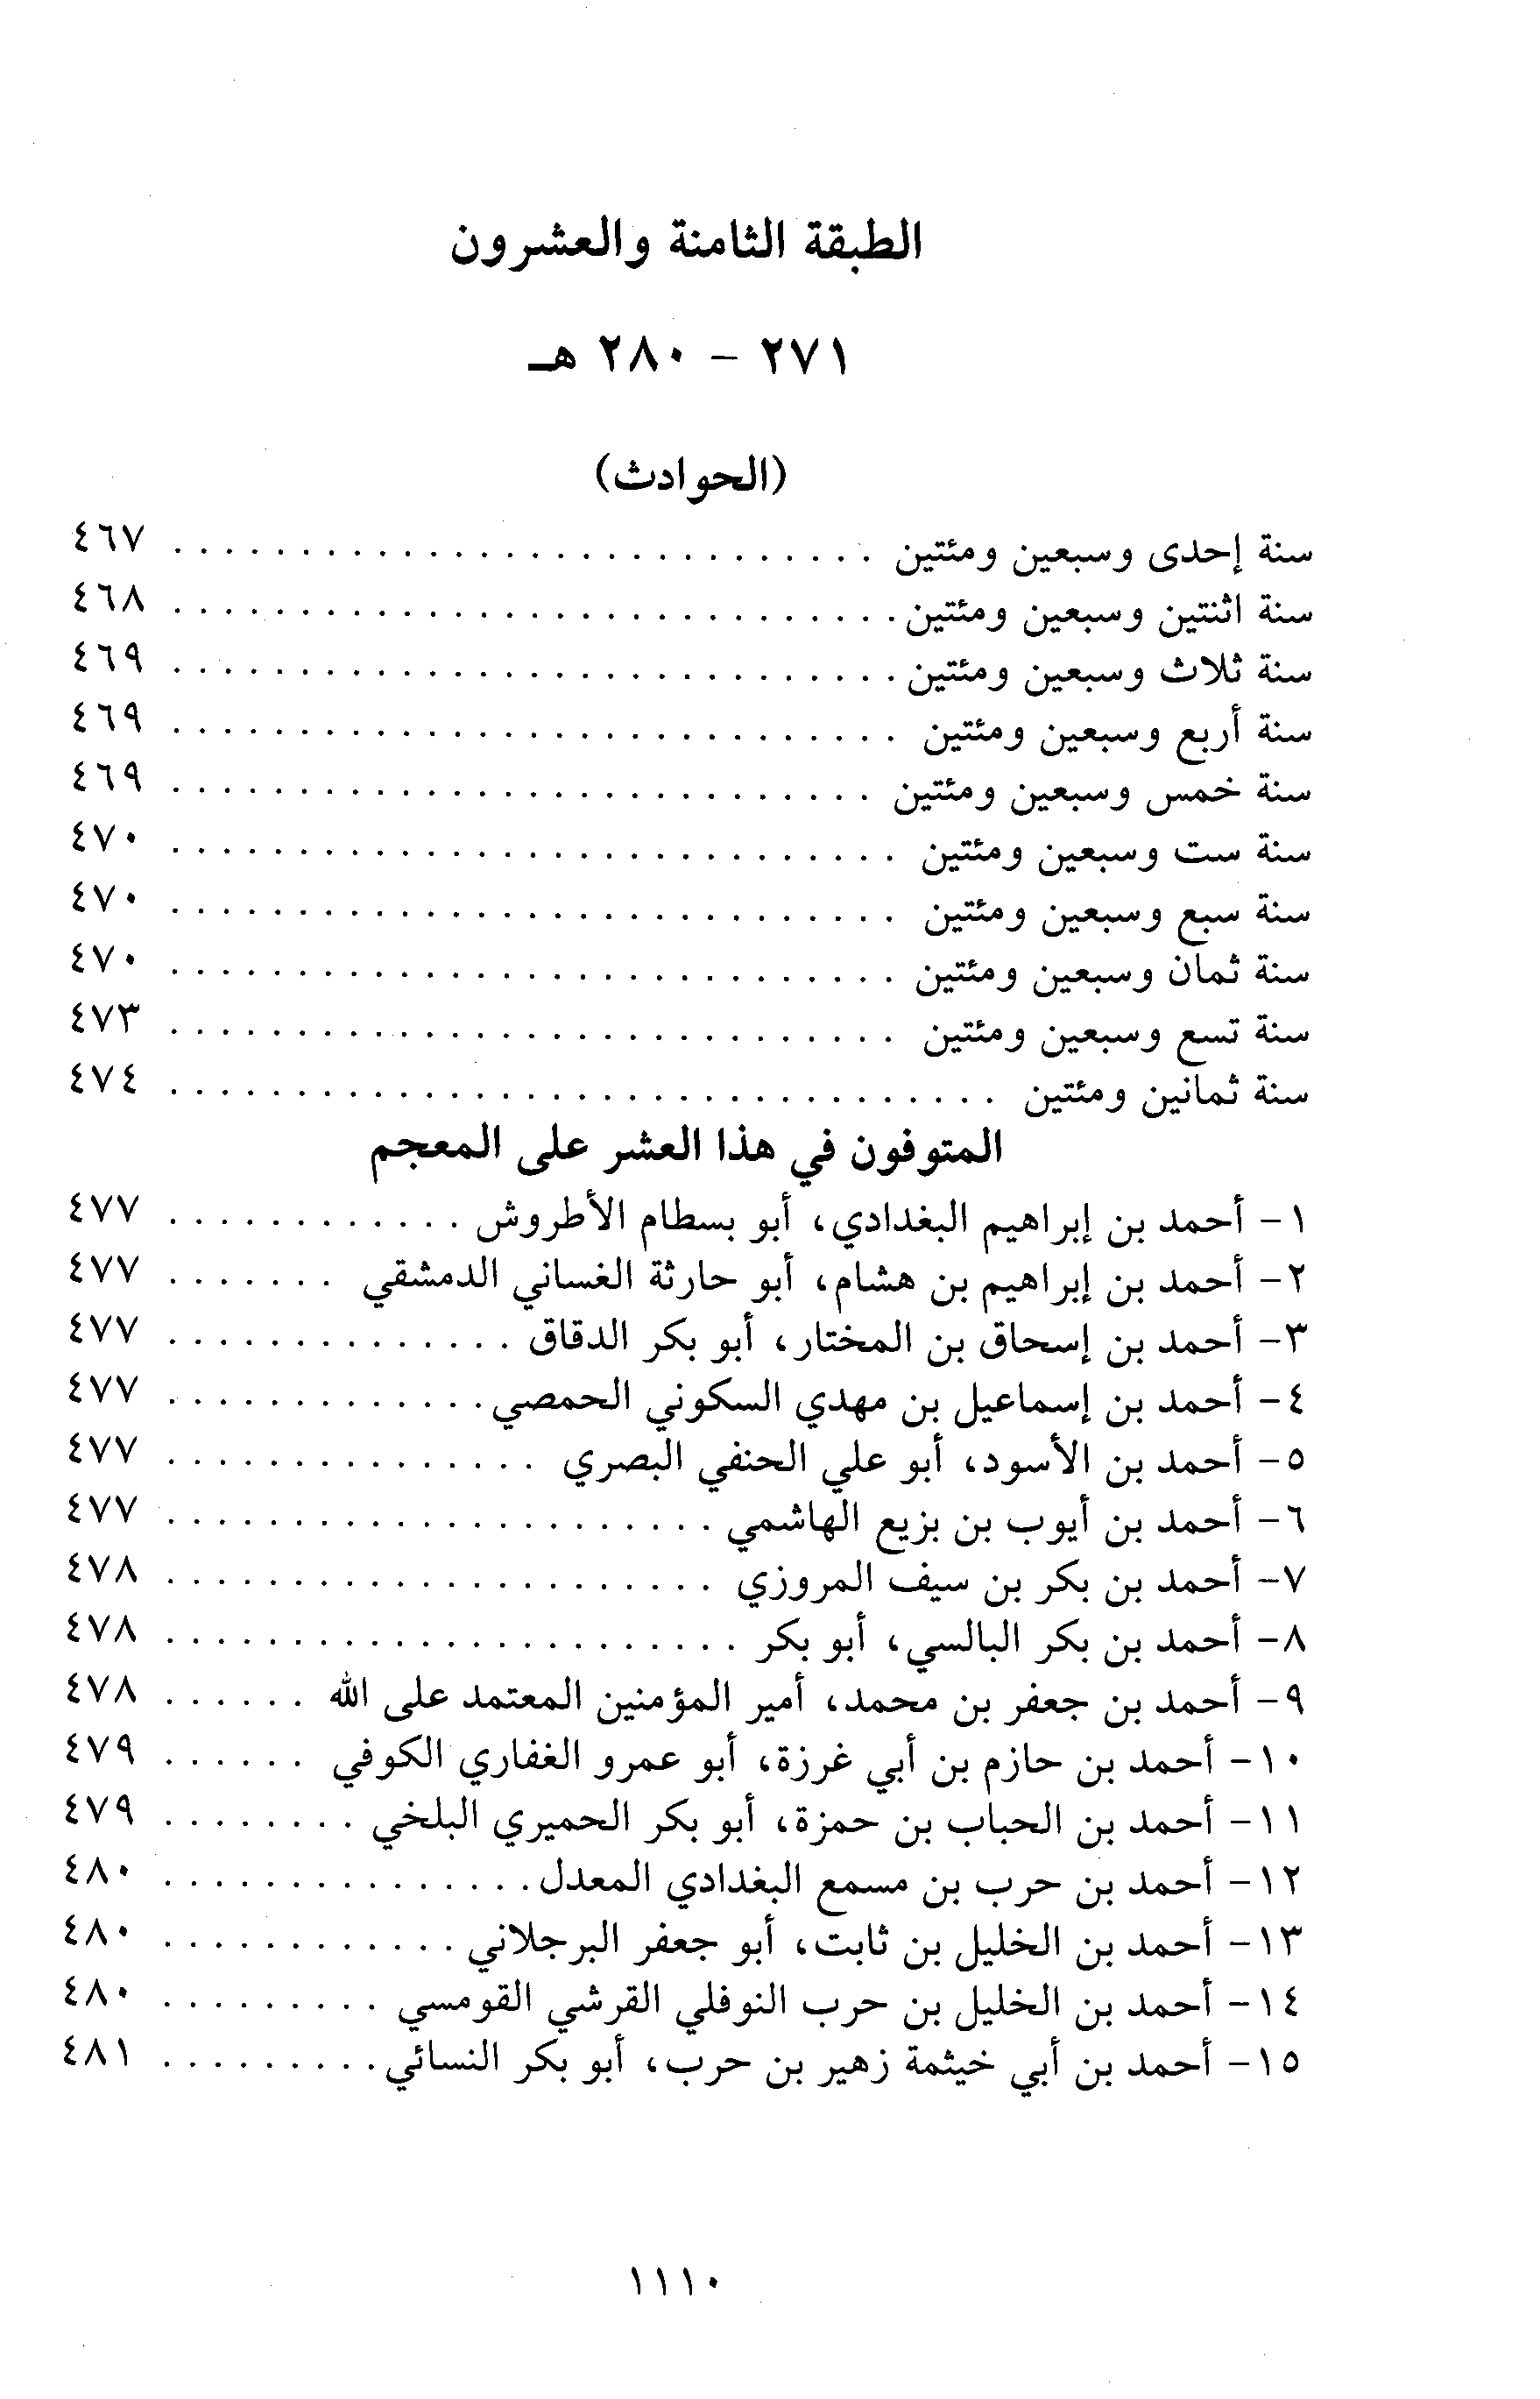 الطبقة الثامنة والعشرون
٢٧١ - ٢٨٠ هـ
(الحوادث)
سنة إحدى وسبعين ومئتين . . . . . . . . . . . . . . . . . . . . . . . . . . . . ٤٦٧
سنة اثنتين وسبعين ومئتين . . . . . . . . . . . . . . . . . . . . . . . . . . . . . ٤٦٨
سنة ثلاث وسبعين ومئتين . . . . . . . . . . . . . . . . . . . . . . . . . . . . . ٤٦٩
سنة أربع وسبعين ومئتين . . . . . . . . . . . . . . . . . . . . . . . . . . . . . ٤٦٩
سنة خمس وسبعين ومئتين . . . . . . . . . . . . . . . . . . . . . . . . . . . . ٤٦٩
سنة ست وسبعين ومئتين . . . . . . . . . . . . . . . . . . . . . . . . . . . . . ٤٧٠
سنة سبع وسبعين ومئتين . . . . . . . . . . . . . . . . . . . . . . . . . . . . . ٤٧٠
سنة ثمان وسبعين ومئتين . . . . . . . . . . . . . . . . . . . . . . . . . . . . . ٤٧٠
سنة تسع وسبعين ومئتين . . . . . . . . . . . . . . . . . . . . . . . . . . . . . ٤٧٣
سنة ثمانين ومئتين . . . . . . . . . . . . . . . . . . . . . . . . . . . . . . . . . ٤٧٤
المتوفون في هذا العشر على المعجم
١- أحمد بن إبراهيم البغدادي، أبو بسطام الأطروش . . . . . . . . . . . . ٤٧٧
٢- أحمد بن إبراهيم بن هشام، أبو حارثة الغساني الدمشقي . . . . . . . ٤٧٧
٣- أحمد بن إسحاق بن المختار، أبو بكر الدقاق . . . . . . . . . . . . . . ٤٧٧
٤- أحمد بن إسماعيل بن مهدي السكوني الحمصي . . . . . . . . . . . . . ٤٧٧
٥- أحمد بن الأسود، أبو علي الحنفي البصري . . . . . . . . . . . . . . . ٤٧٧
٦- أحمد بن أيوب بن بزيع الهاشمي . . . . . . . . . . . . . . . . . . . . . . ٤٧٧
٧- أحمد بن بكر بن سيف المروزي . . . . . . . . . . . . . . . . . . . . . . ٤٧٨
٨- أحمد بن بكر البالسي، أبو بكر . . . . . . . . . . . . . . . . . . . . . . . ٤٧٨
٩- أحمد بن جعفر بن محمد، أمير المؤمنين المعتمد على الله . . . . . . ٤٧٨
١٠- أحمد بن حازم بن أبي غرزة، أبو عمرو الغفاري الكوفي . . . . . . ٤٧٩
١١- أحمد بن الحباب بن حمزة، أبو بكر الحميري البلخي . . . . . . . . ٤٧٩
١٢- أحمد بن حرب بن مسمع البغدادي المعدل . . . . . . . . . . . . . . . ٤٨٠
١٣- أحمد بن الخليل بن ثابت، أبو جعفر البرجلاني . . . . . . . . . . . . ٤٨٠
١٤- أحمد بن الخليل بن حرب النوفلي القرشي القومسي . . . . . . . . . ٤٨٠
١٥- أحمد بن أبي خيثمة زهير بن حرب، أبو بكر النسائي . . . . . . . . . ٤٨١
١١١٠